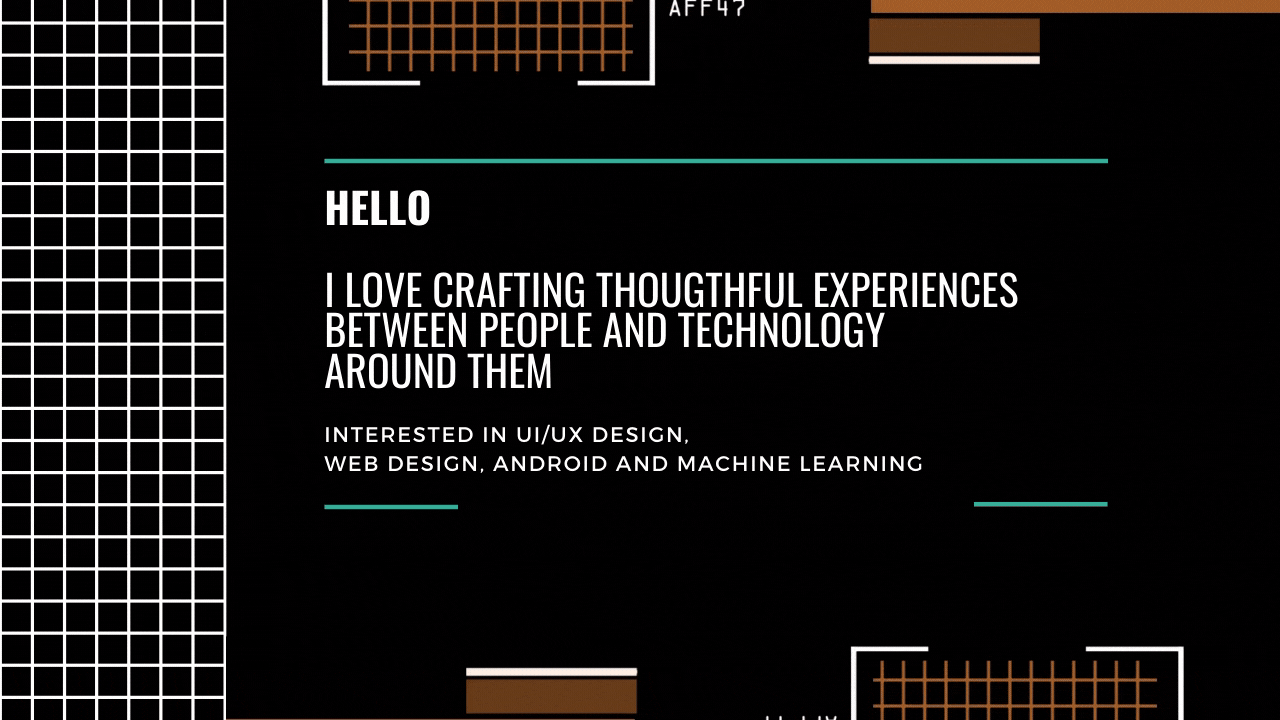 AFF47
HELLO
I LOVE CRAFTING THOUGTHFUL EXPERIENCES
BETWEEN PEOPLE AND TECHNOLOGY
AROUND THEM
INTERESTED IN UI/UX DESIGN,
WEB DESIGN, ANDROID AND MACHINE LEARNING